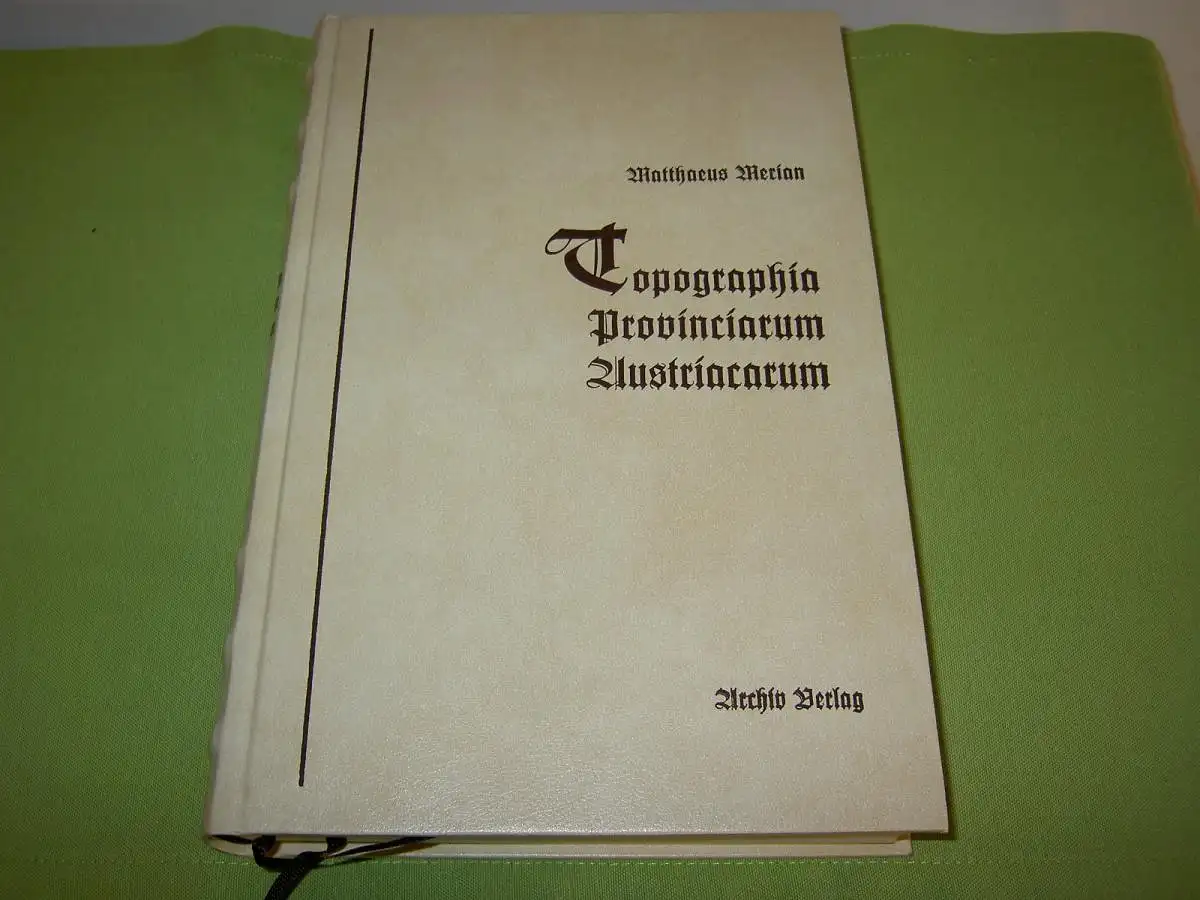 Matthaeus Merian
Topographia
Provinciarum
Austriacarum
Archiv Verlag